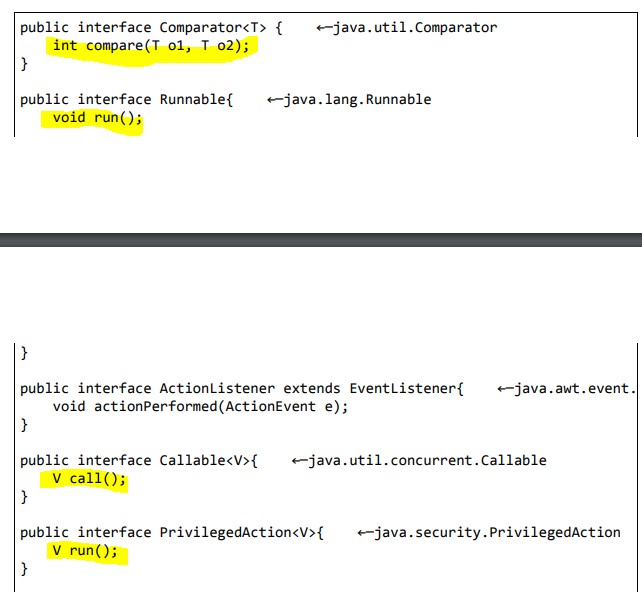 public interface Comparator<T> {    ←java.util.Comparator
    int compare(T o1, T o2);
}
public interface Runnable{    ←java.lang.Runnable
    void run();
}
public interface ActionListener extends EventListener{    ←java.awt.event.
    void actionPerformed(ActionEvent e);
}
public interface Callable<V>{    ←java.util.concurrent.Callable
    V call();
}
public interface PrivilegedAction<V>{    ←java.security.PrivilegedAction
    V run();
}